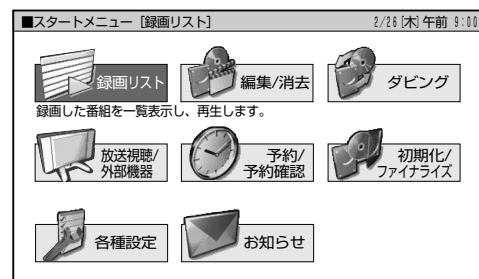 ■スタートメニュー [録画リスト]
2/26[木]午前 9:00
録画リスト
編集/消去
ダビング
録画した番組を一覧表示し、再生します。
放送視聴/
外部機器
予約/
予約確認
初期化/
ファイナライズ
各種設定
お知らせ